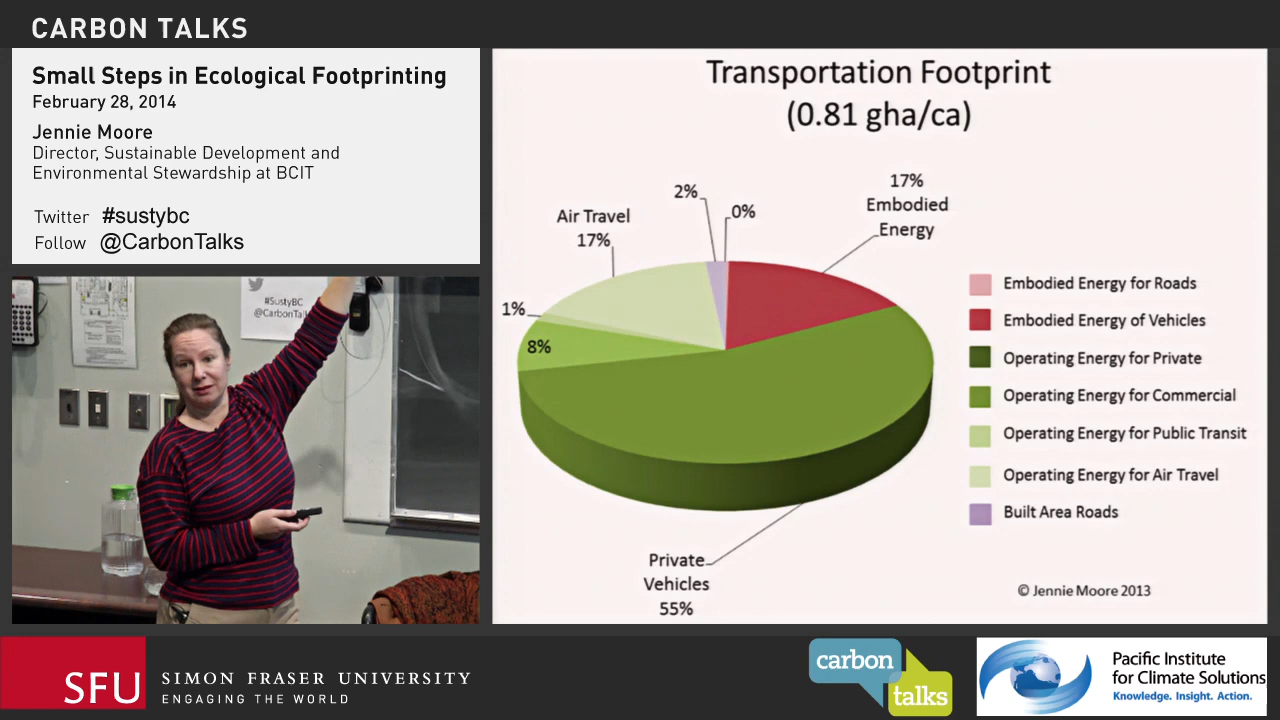 CARBON TALKS
Small Steps in Ecological Footprinting
February 28, 2014
Jennie Moore
Director, Sustainable Development and
Environmental Stewardship at BCIT
Twitter #sustybc
Follow @CarbonTalks
#SustyBC
@CarbonTal
Transportation Footprint
(0.81 gha/ca)
17%
Embodied
Energy
2%
0%
Air Travel
17%
1%
8%
Private
Vehicles
55%
Embodied Energy for Roads
Embodied Energy of Vehicles
Operating Energy for Private
Operating Energy for Commercial
Operating Energy for Public Transit
Operating Energy for Air Travel
Built Area Roads
© Jennie Moore 2013
SFU
SIMON FRASER UNIVERSITY
ENGAGING THE WORLD
carbon
talks
Pacific Institute
for Climate Solutions
Knowledge. Insight. Action.